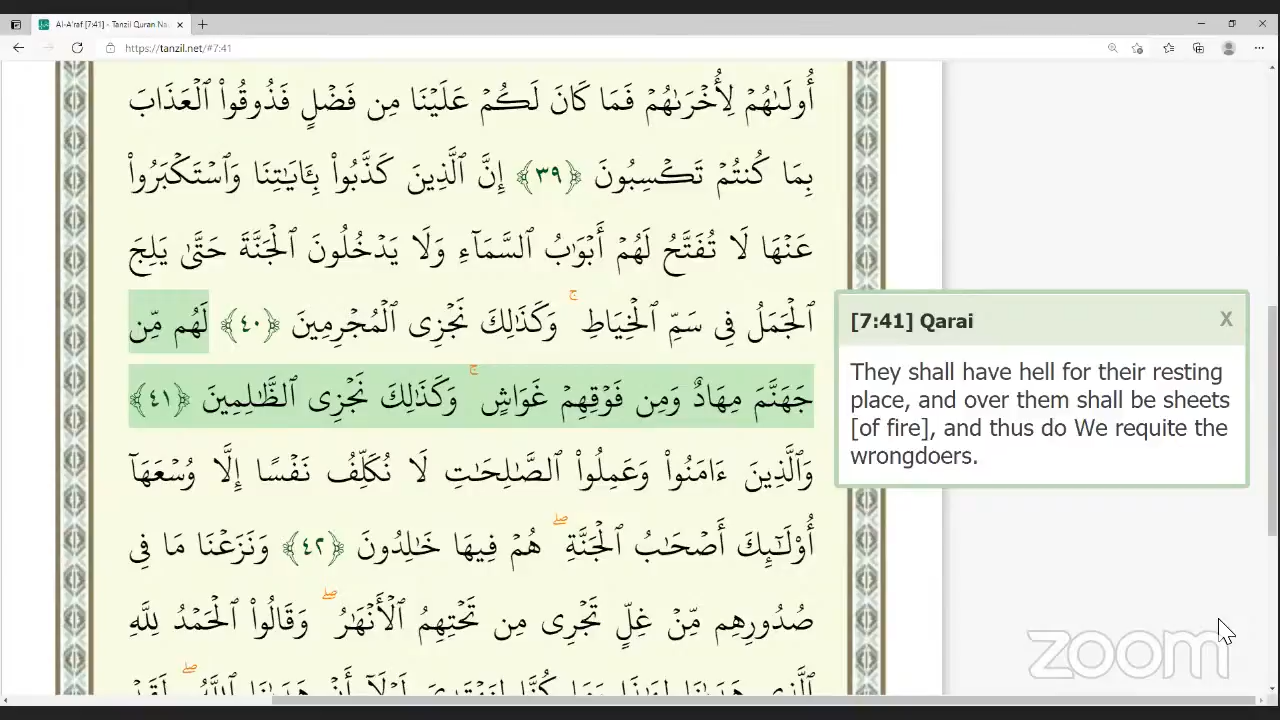 Al-A'raf [7:41] - Tanzil Quran Na
https://tanzil.net/#7:41
أُولَىٰهُمْ لِأُخْرَىٰهُمْ فَمَا كَانَ لَكُمْ عَلَيْنَا مِن فَضْلٍ فَذُوقُوا۟ ٱلْعَذَابَ
بِمَا كُنتُمْ تَكْسِبُونَ ﴿٣٩﴾ إِنَّ ٱلَّذِينَ كَذَّبُوا۟ بِـَٔايَـٰتِنَا وَٱسْتَكْبَرُوا۟
عَنْهَا لَا تُفَتَّحُ لَهُمْ أَبْوَٰبُ ٱلسَّمَآءِ وَلَا يَدْخُلُونَ ٱلْجَنَّةَ حَتَّىٰ يَلِجَ
ٱلْجَمَلُ فِى سَمِّ ٱلْخِيَاطِ ۚ وَكَذَٰلِكَ نَجْزِى ٱلْمُجْرِمِينَ ﴿٤٠﴾ لَهُم مِّن
جَهَنَّمَ مِهَادٌ وَمِن فَوْقِهِمْ غَوَاشٍ ۚ وَكَذَٰلِكَ نَجْزِى ٱلظَّـٰلِمِينَ ﴿٤١﴾
وَٱلَّذِينَ ءَامَنُوا۟ وَعَمِلُوا۟ ٱلصَّـٰلِحَـٰتِ لَا نُكَلِّفُ نَفْسًا إِلَّا وُسْعَهَآ
أُو۟لَـٰٓئِكَ أَصْحَـٰبُ ٱلْجَنَّةِ ۖ هُمْ فِيهَا خَـٰلِدُونَ ﴿٤٢﴾ وَنَزَعْنَا مَا فِى
صُدُورِهِم مِّنْ غِلٍّ تَجْرِى مِن تَحْتِهِمُ ٱلْأَنْهَـٰرُ ۖ وَقَالُوا۟ ٱلْحَمْدُ لِلَّهِ
[7:41] Qarai
X
They shall have hell for their resting
place, and over them shall be sheets
[of fire], and thus do We requite the
wrongdoers.
zoom